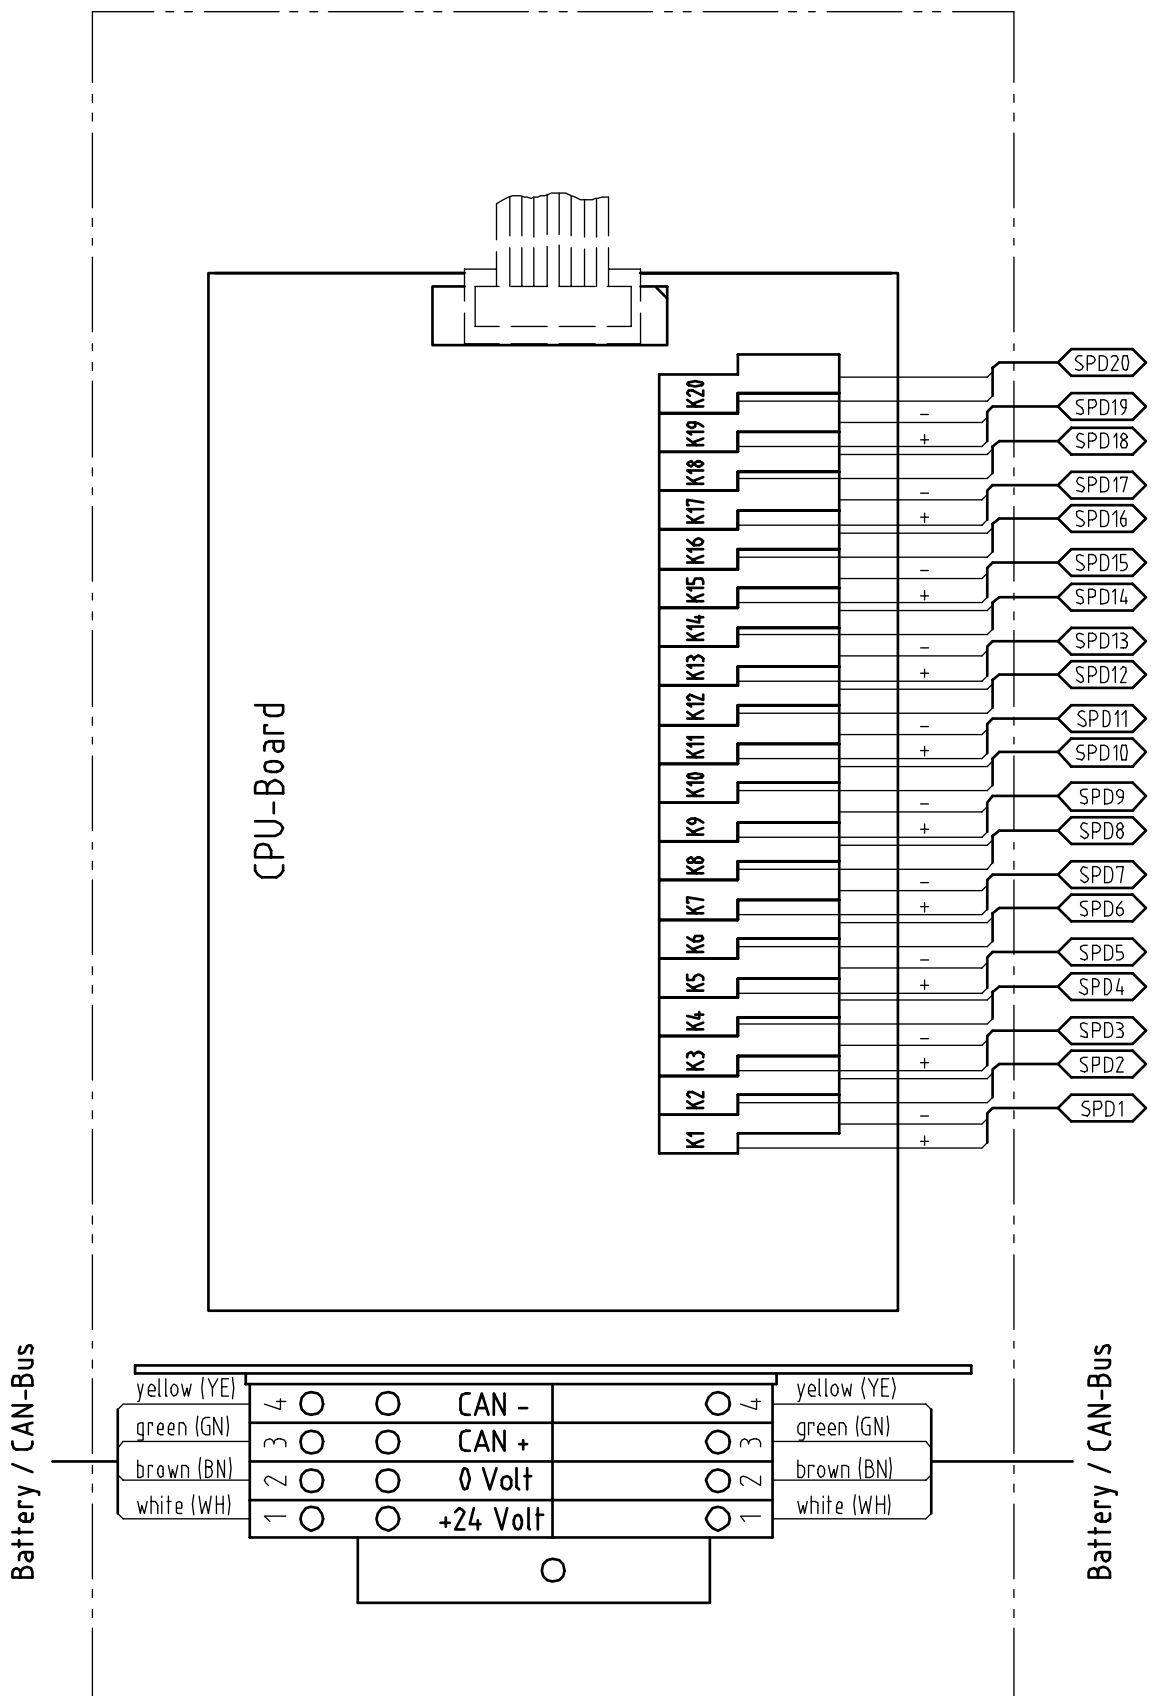 SPD20
K20
- SPD19
K19 +
SPD18
K18
- SPD17
K17 +
SPD16
K16
- SPD15
K15 +
SPD14
K14
- SPD13
K13 +
SPD12
K12
- SPD11
K11 +
SPD10
K10
- SPD9
K9 +
SPD8
K8
- SPD7
K7 +
SPD6
K6
- SPD5
K5 +
SPD4
K4
- SPD3
K3 +
SPD2
K2
- SPD1
K1 +
CPU-Board
Battery / CAN-Bus
yellow (YE) 4 CAN - 4 yellow (YE)
green (GN) 3 CAN + 3 green (GN)
brown (BN) 2 0 Volt 2 brown (BN)
white (WH) 1 +24 Volt 1 white (WH)
Battery / CAN-Bus